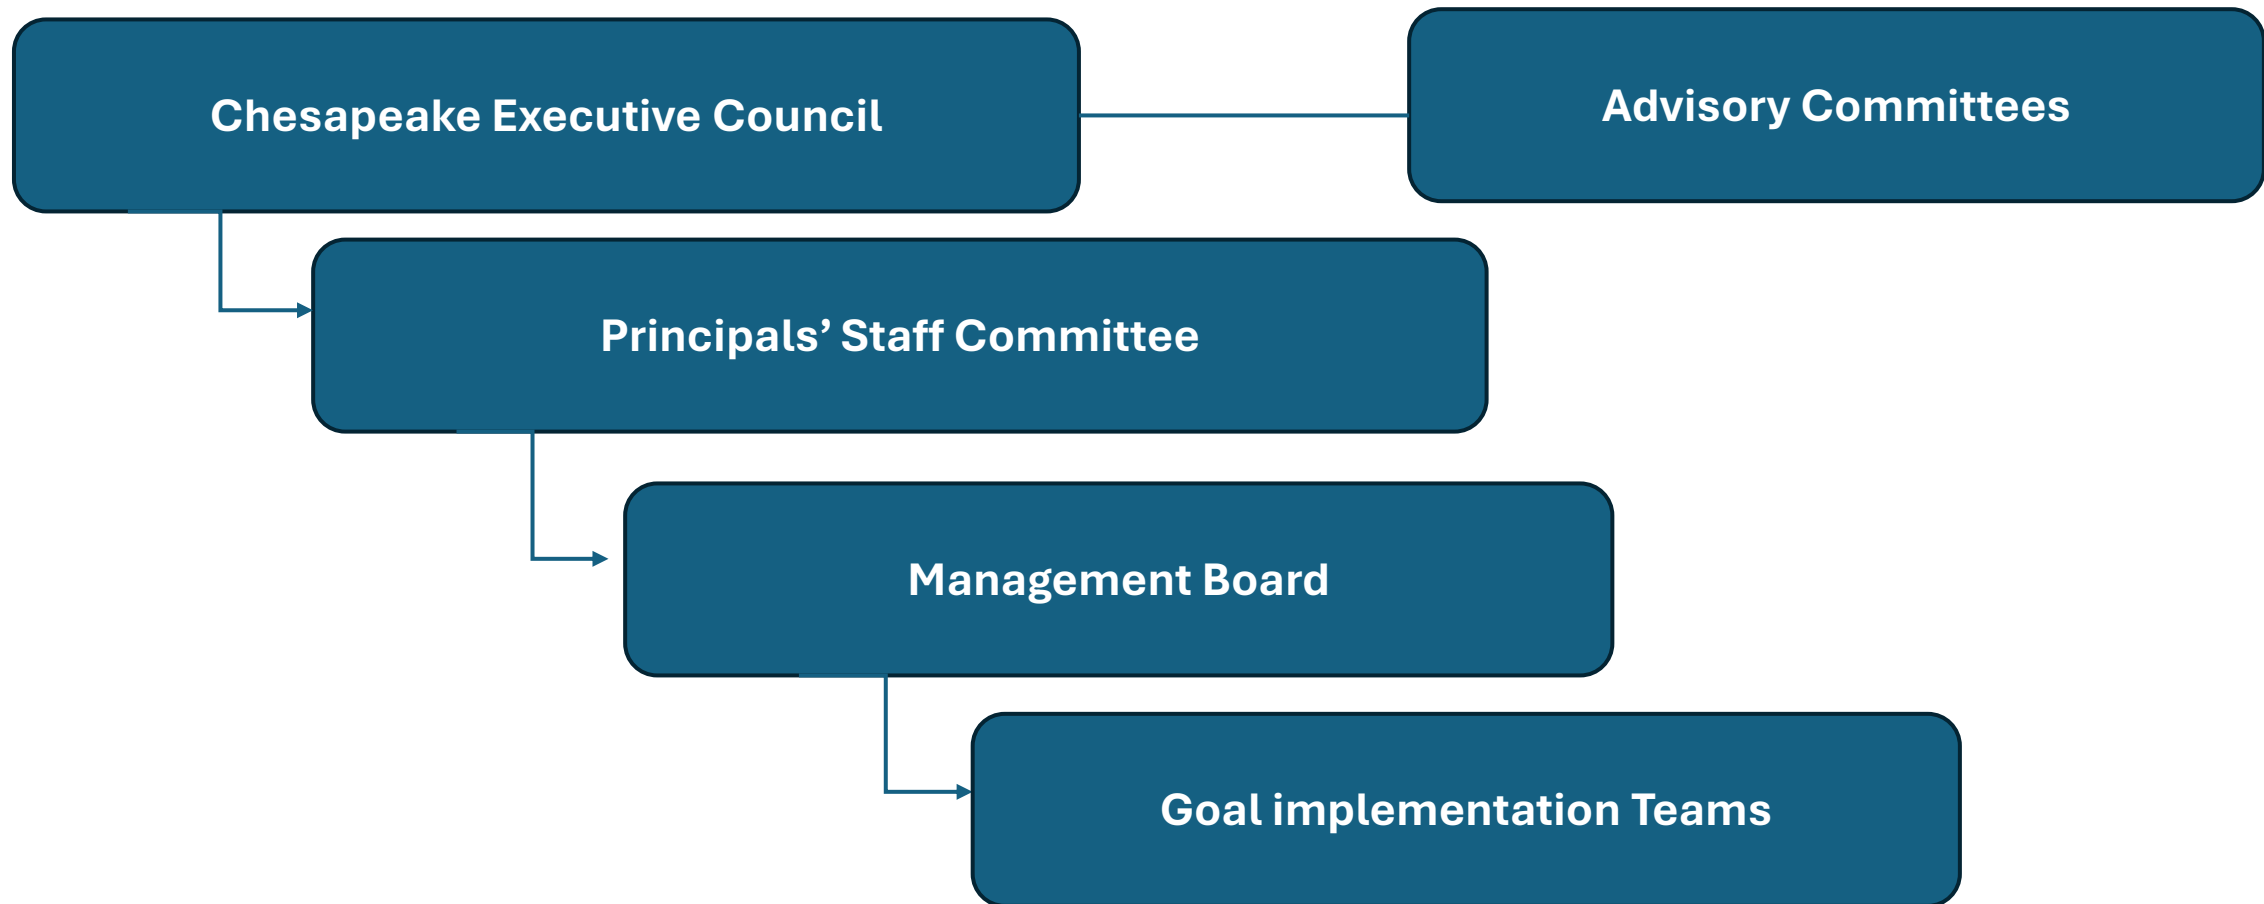 Chesapeake Executive Council
Advisory Committees
Principals’ Staff Committee
Management Board
Goal implementation Teams